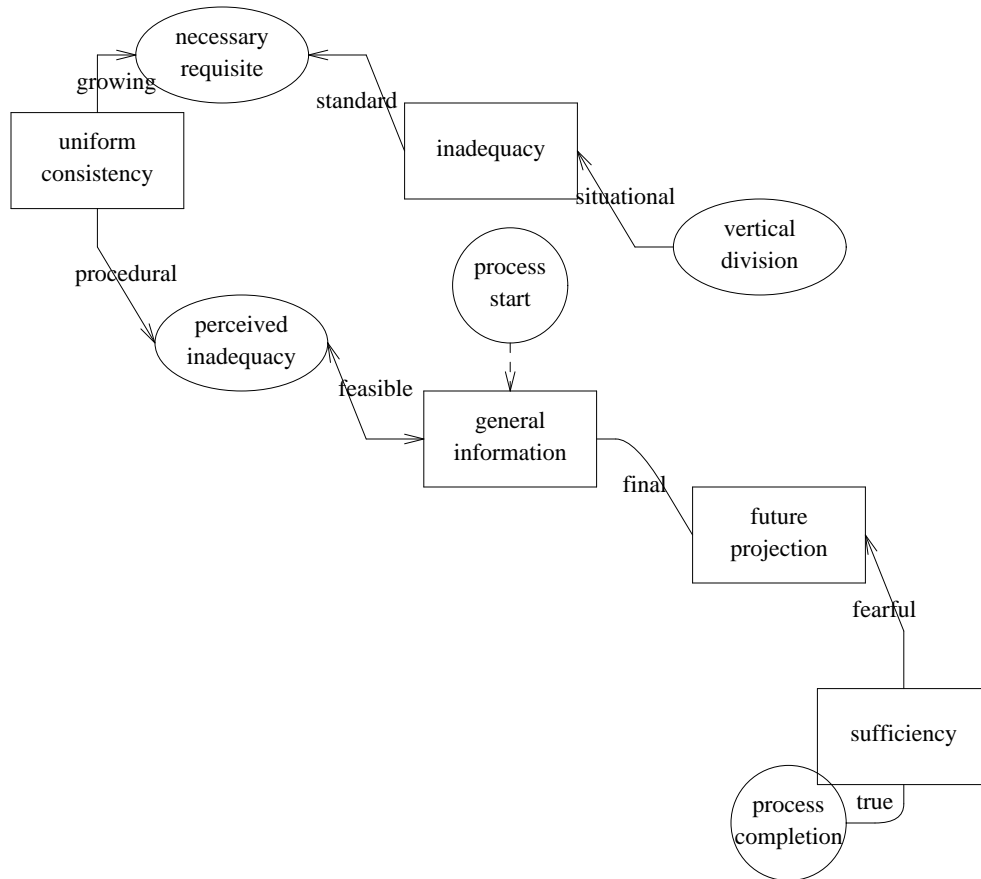 necessary
requisite
growing
standard
uniform
consistency
inadequacy
situational
vertical
division
procedural
process
start
perceived
inadequacy
feasible
general
information
final
future
projection
fearful
sufficiency
true
process
completion